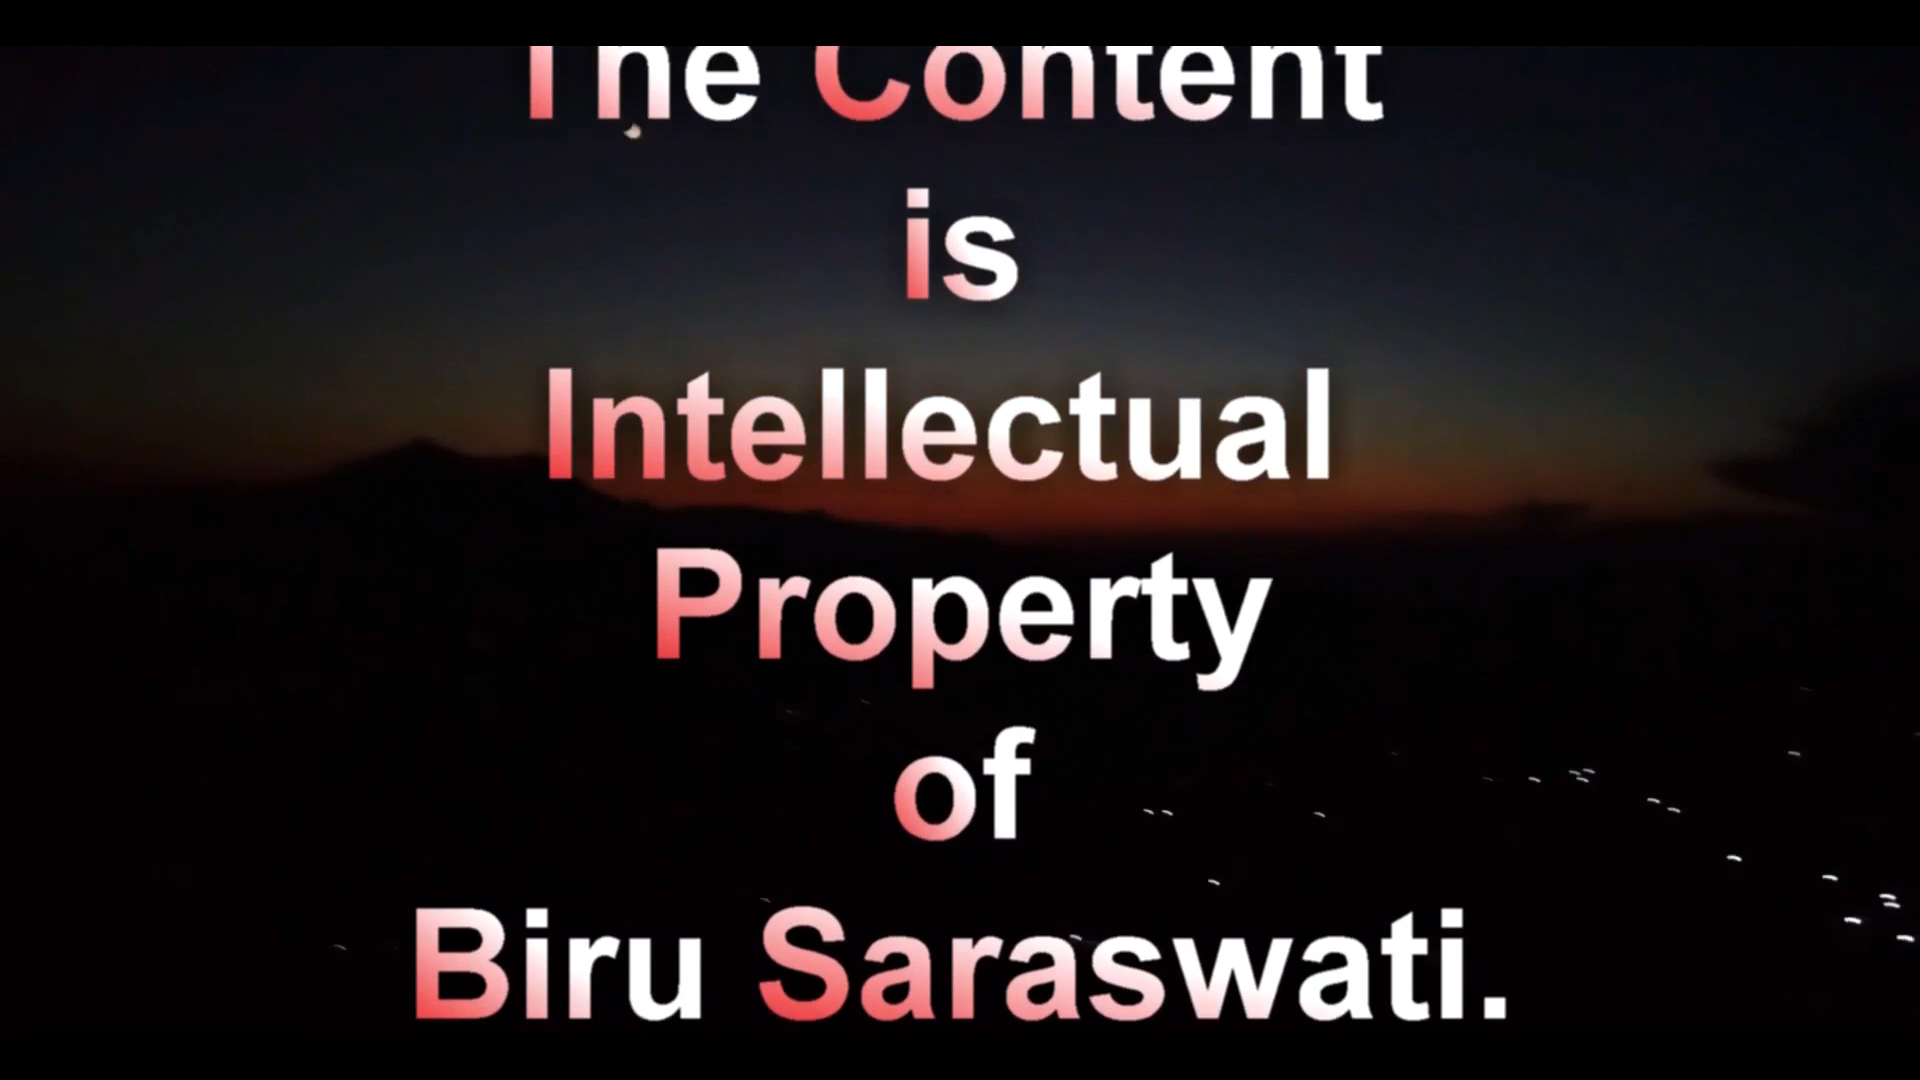 The Content
is
Intellectual
Property
of
Biru Saraswati.